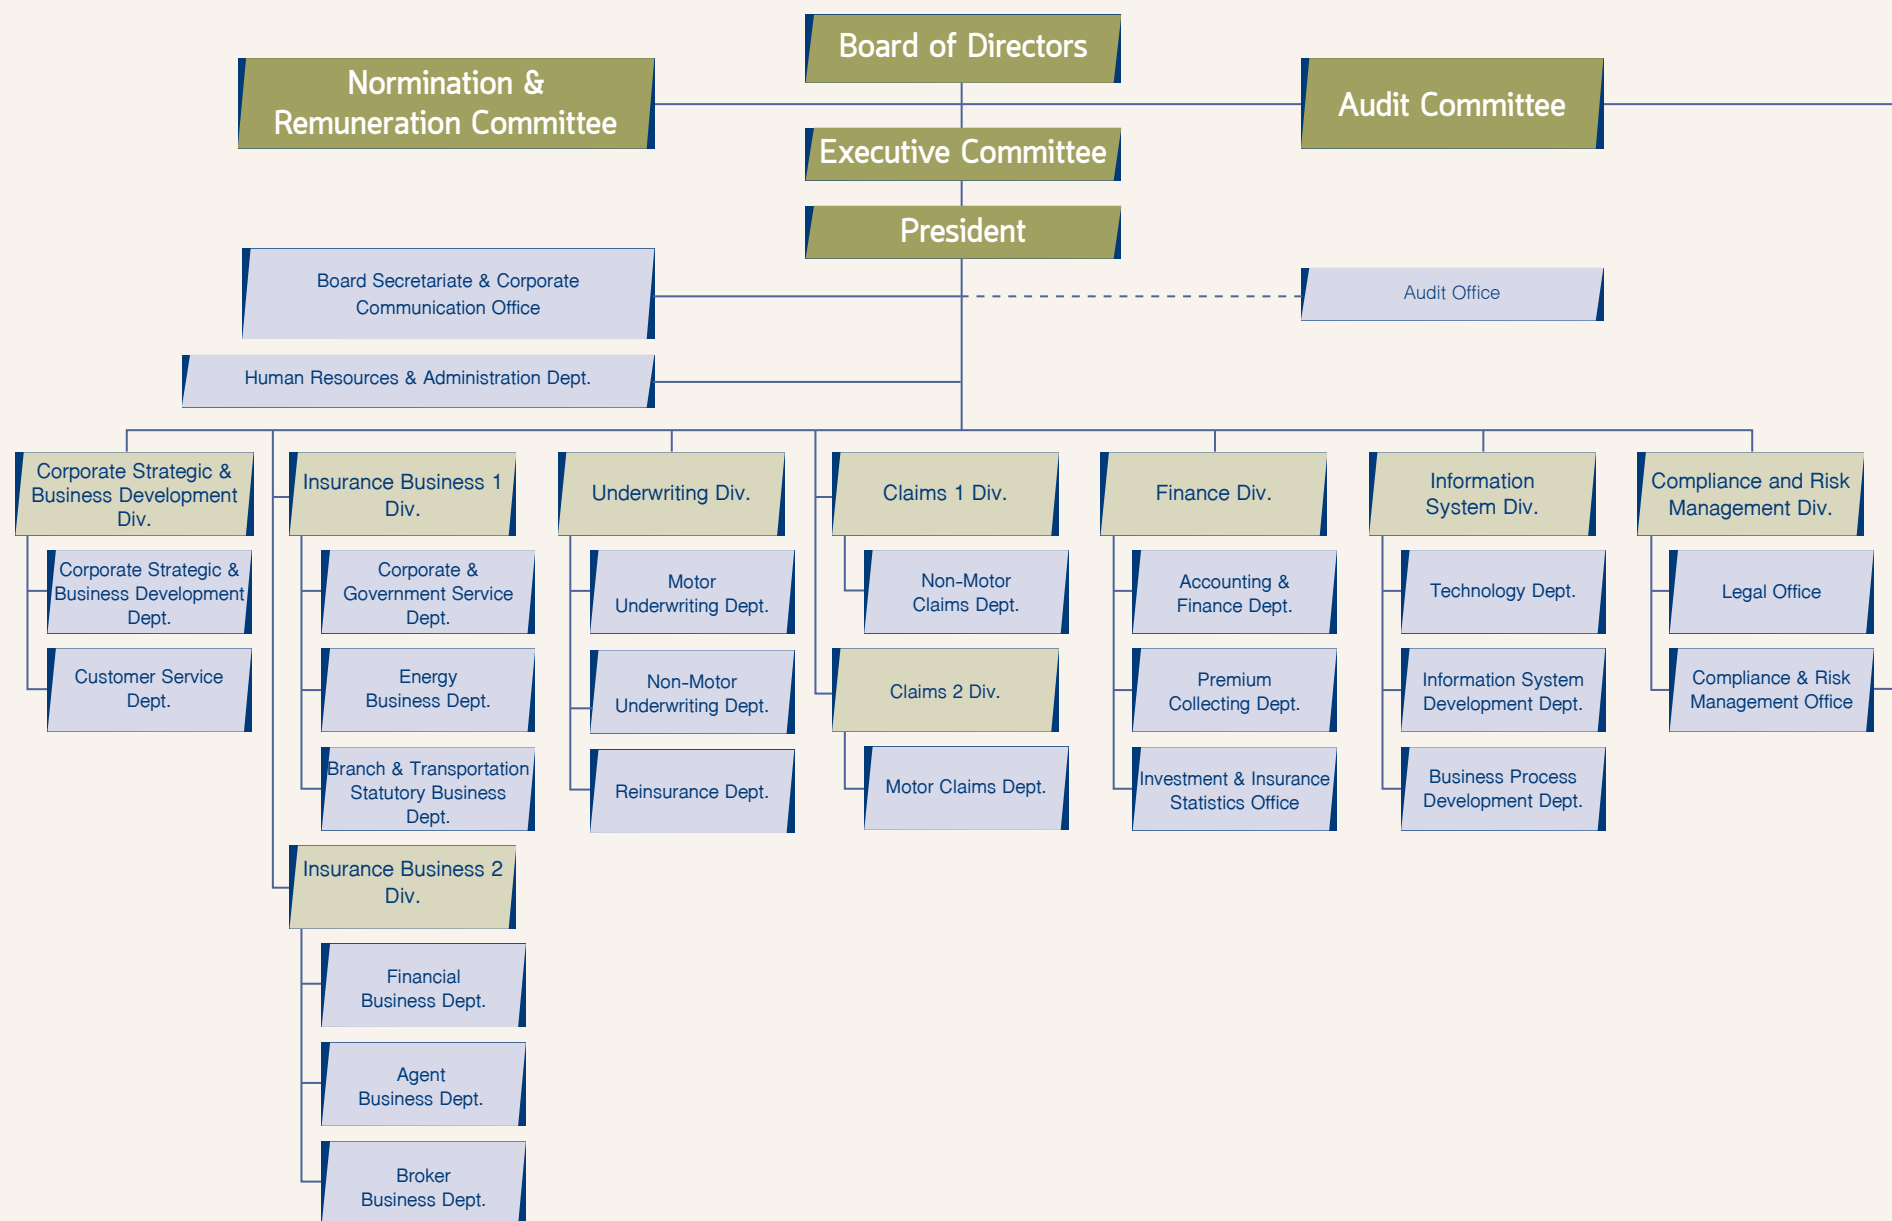 Board of Directors
Normination &
Remuneration Committee
Audit Committee
Executive Committee
President
Board Secretariate & Corporate
Communication Office
Audit Office
Human Resources & Administration Dept.
Corporate Strategic &
Business Development
Div.
Corporate Strategic &
Business Development
Dept.
Customer Service
Dept.
Insurance Business 1
Div.
Corporate &
Government Service
Dept.
Energy
Business Dept.
Branch & Transportation
Statutory Business
Dept.
Insurance Business 2
Div.
Financial
Business Dept.
Agent
Business Dept.
Broker
Business Dept.
Underwriting Div.
Motor
Underwriting Dept.
Non-Motor
Underwriting Dept.
Reinsurance Dept.
Claims 1 Div.
Non-Motor
Claims Dept.
Claims 2 Div.
Motor Claims Dept.
Finance Div.
Accounting &
Finance Dept.
Premium
Collecting Dept.
Investment & Insurance
Statistics Office
Information
System Div.
Technology Dept.
Information System
Development Dept.
Business Process
Development Dept.
Compliance and Risk
Management Div.
Legal Office
Compliance & Risk
Management Office